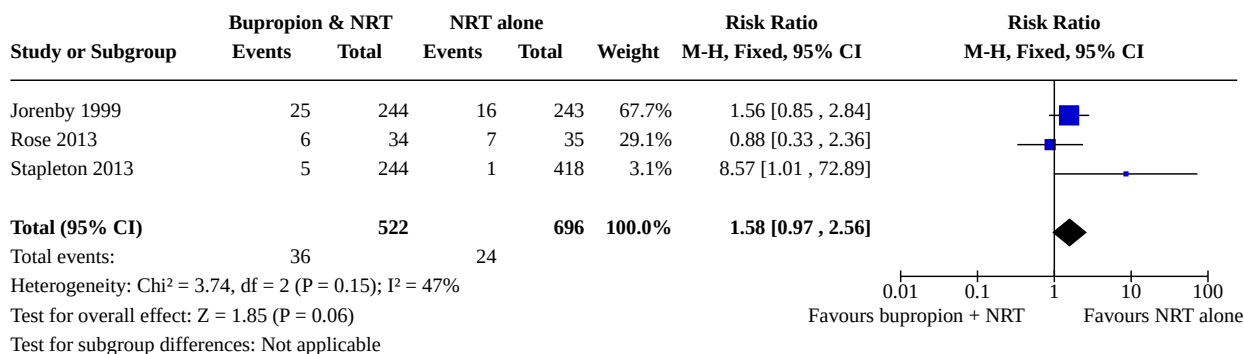 Bupropion & NRT NRT alone Risk Ratio Risk Ratio
Study or Subgroup Events Total Events Total Weight M-H, Fixed, 95% CI M-H, Fixed, 95% CI
Jorenby 1999 25 244 16 243 67.7% 1.56 [0.85 , 2.84]
Rose 2013 6 34 7 35 29.1% 0.88 [0.33 , 2.36]
Stapleton 2013 5 244 1 418 3.1% 8.57 [1.01 , 72.89]
Total (95% CI) 522 696 100.0% 1.58 [0.97 , 2.56]
Total events: 36 24
Heterogeneity: Chi² = 3.74, df = 2 (P = 0.15); I² = 47%
0.01 0.1 1 10 100
Test for overall effect: Z = 1.85 (P = 0.06)
Favours bupropion + NRT Favours NRT alone
Test for subgroup differences: Not applicable